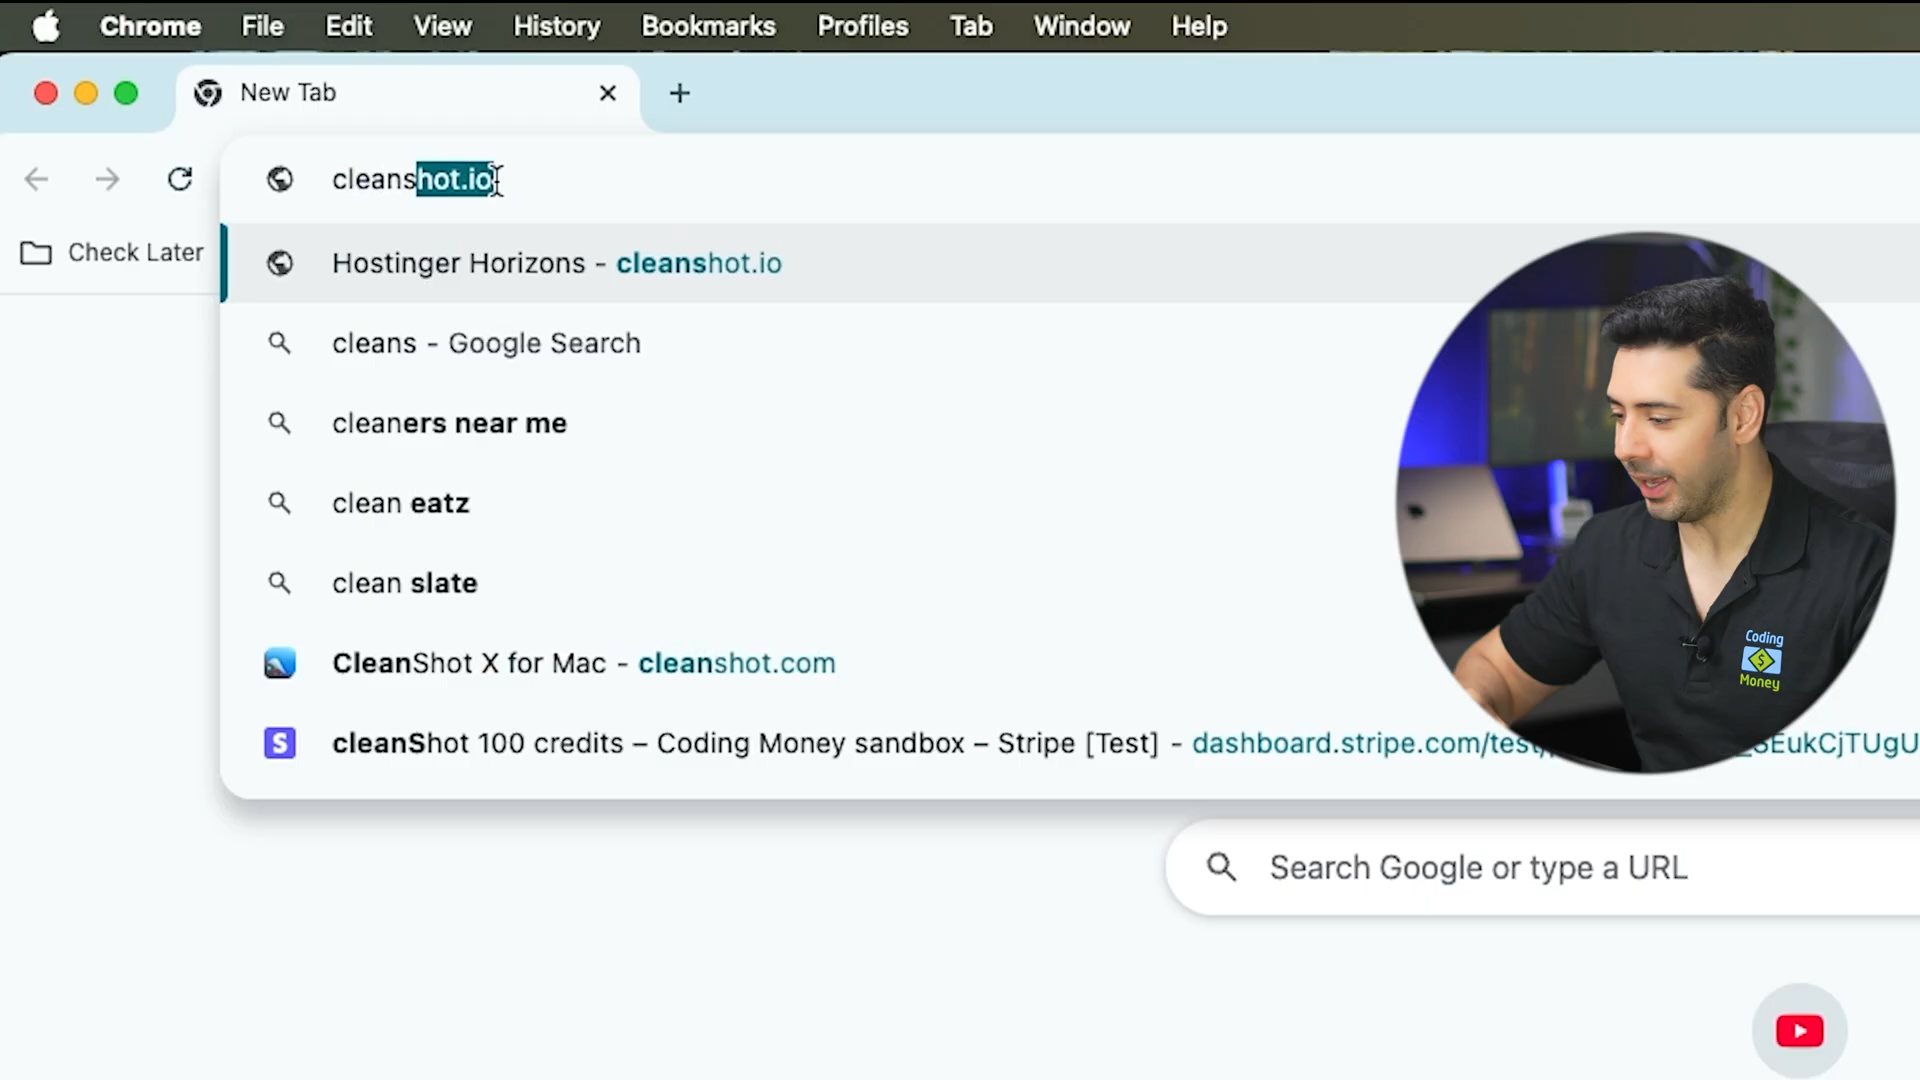 Chrome File Edit View History Bookmarks Profiles Tab Window Help
New Tab
cleanshot.io
Check Later
Hostinger Horizons - cleanshot.io
cleans - Google Search
cleaners near me
clean eatz
clean slate
CleanShot X for Mac - cleanshot.com
cleanShot 100 credits – Coding Money sandbox – Stripe [Test] - dashboard.stripe.com/test/
Coding
$
Money
Search Google or type a URL